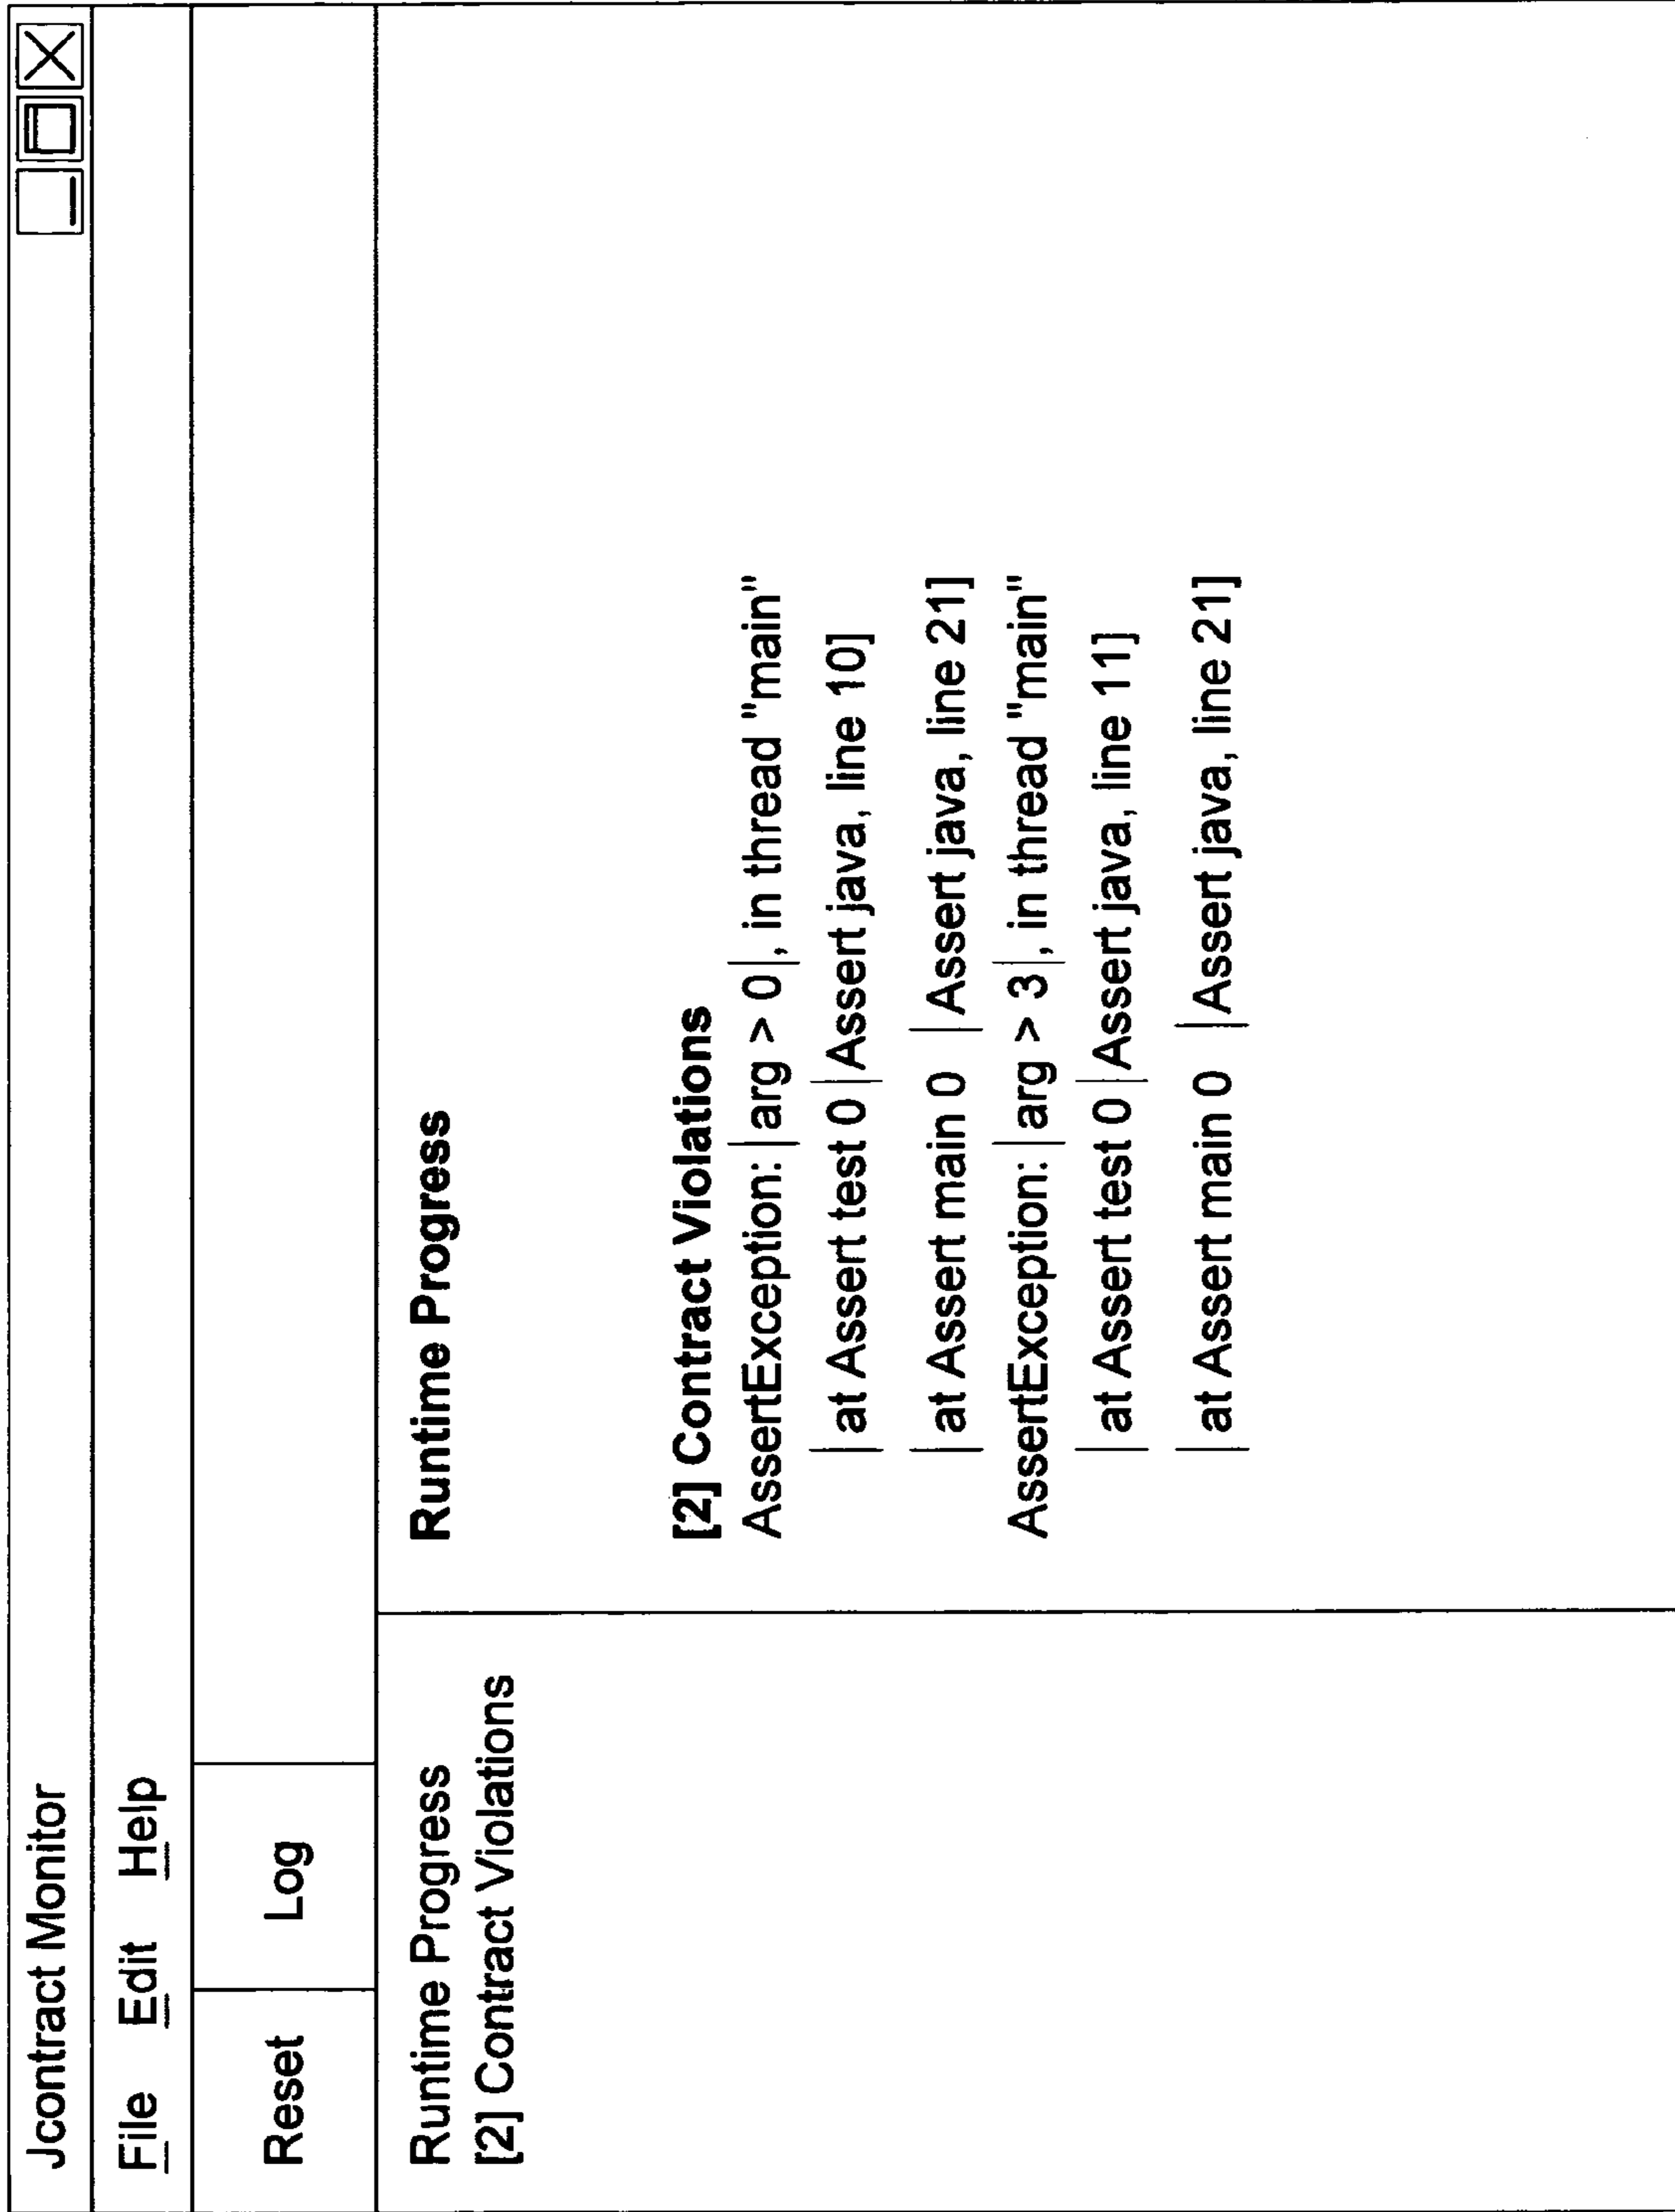 Jcontract Monitor
File Edit Help
Reset Log
Runtime Progress
[2] Contract Violations
Runtime Progress
[2] Contract Violations
AssertException: |arg > 0|, in thread "main"
|at Assert test 0|Assert java, line 10]
|at Assert main 0 |Assert java, line 21]
AssertException: |arg > 3|, in thread "main"
|at Assert test 0|Assert java, line 11]
|at Assert main 0 |Assert java, line 21]